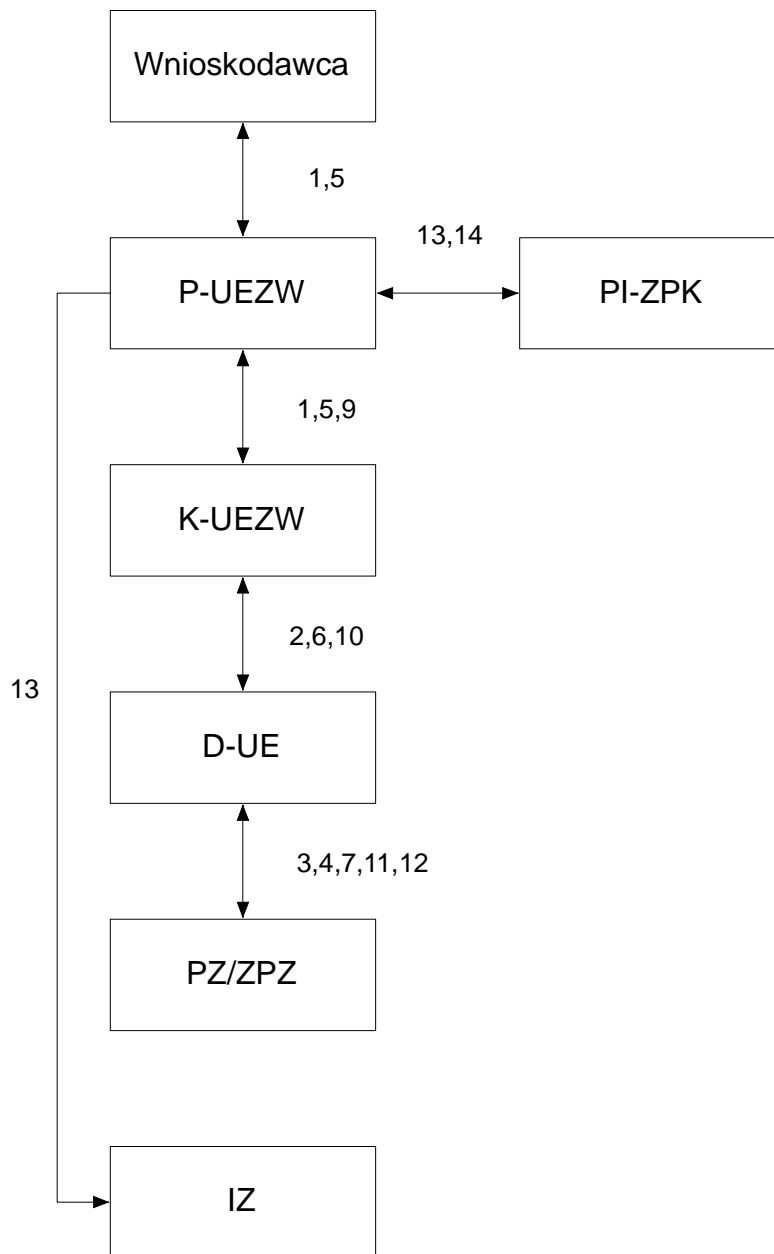 Wnioskodawca
1,5
13,14
P-UEZW
PI-ZPK
1,5,9
K-UEZW
2,6,10
13
D-UE
3,4,7,11,12
PZ/ZPZ
IZ